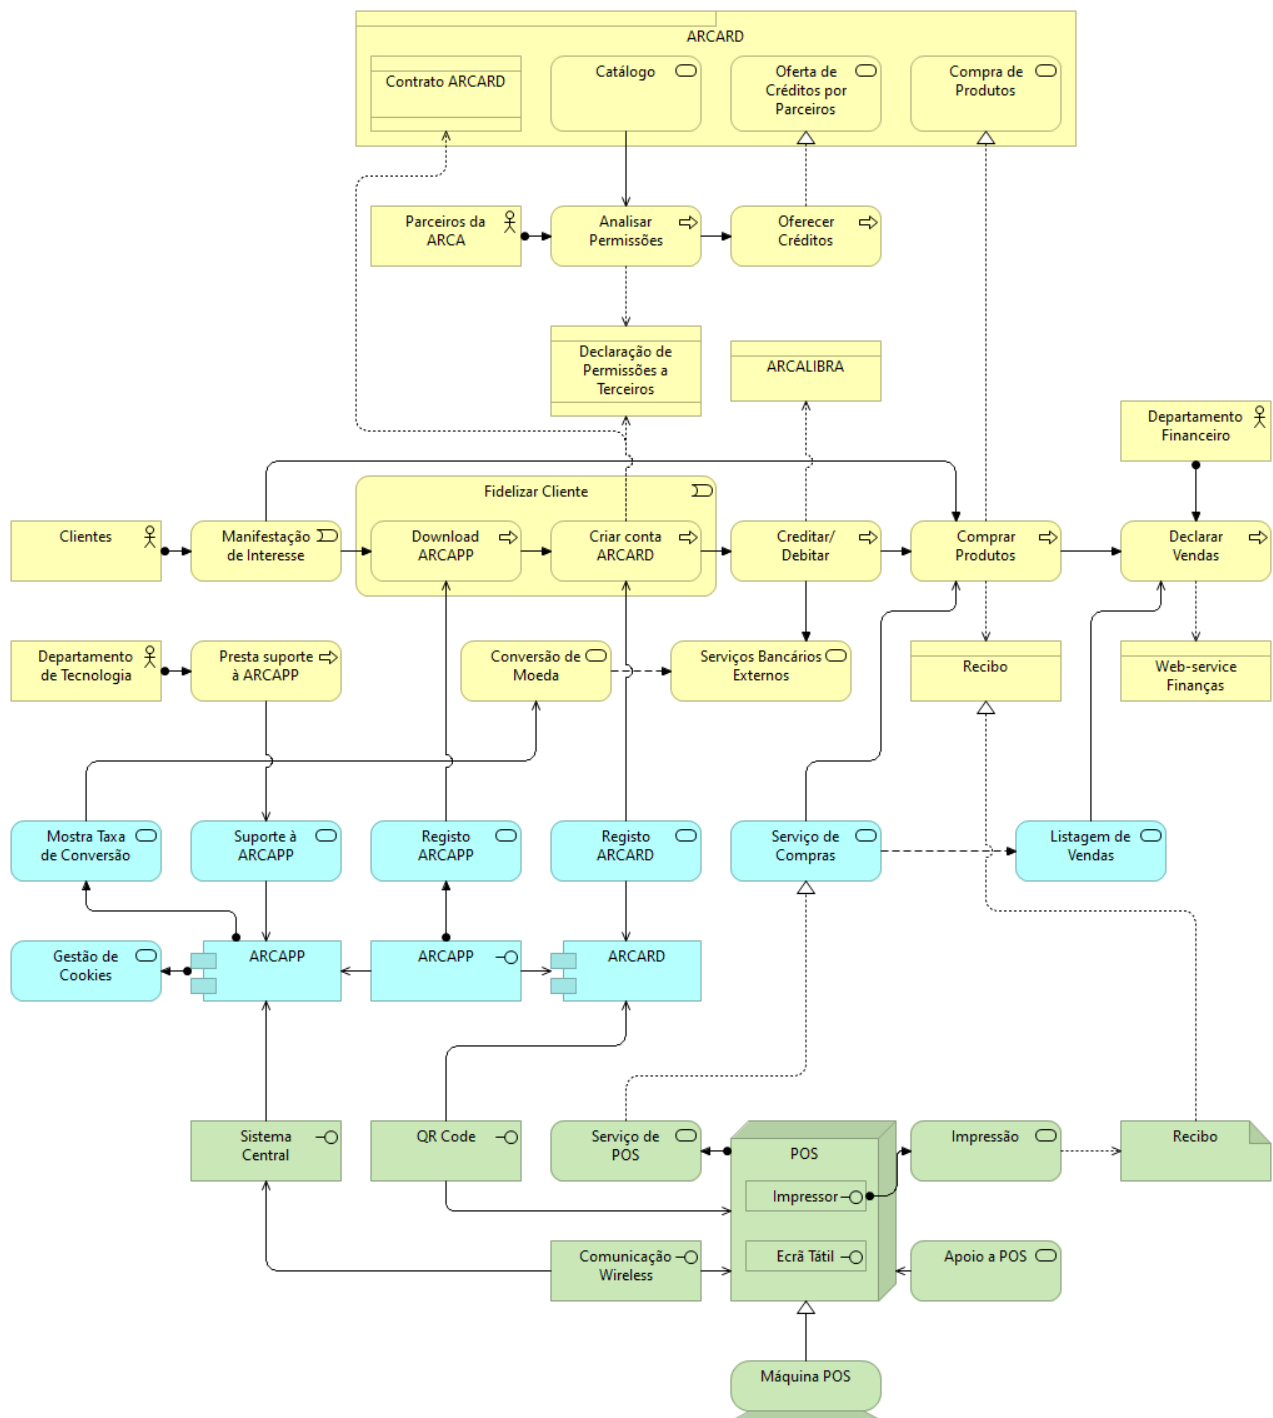 ARCARD
Contrato ARCARD
Catálogo
Oferta de
Créditos por
Parceiros
Compra de
Produtos
Parceiros da
ARCA
Analisar
Permissões
Oferecer
Créditos
Declaração de
Permissões a
Terceiros
ARCALIBRA
Departamento
Financeiro
Fidelizar Cliente
Clientes
Manifestação
de Interesse
Download
ARCAPP
Criar conta
ARCARD
Creditar/
Debitar
Comprar
Produtos
Declarar
Vendas
Departamento
de Tecnologia
Presta suporte
à ARCAPP
Conversão de
Moeda
Serviços Bancários
Externos
Recibo
Web-service
Finanças
Mostra Taxa
de Conversão
Suporte à
ARCAPP
Registo
ARCAPP
Registo
ARCARD
Serviço de
Compras
Listagem de
Vendas
Gestão de
Cookies
ARCAPP
ARCAPP
ARCARD
Sistema
Central
QR Code
Serviço de
POS
POS
Impressor
Ecrã Tátil
Impressão
Recibo
Comunicação
Wireless
Apoio a POS
Máquina POS